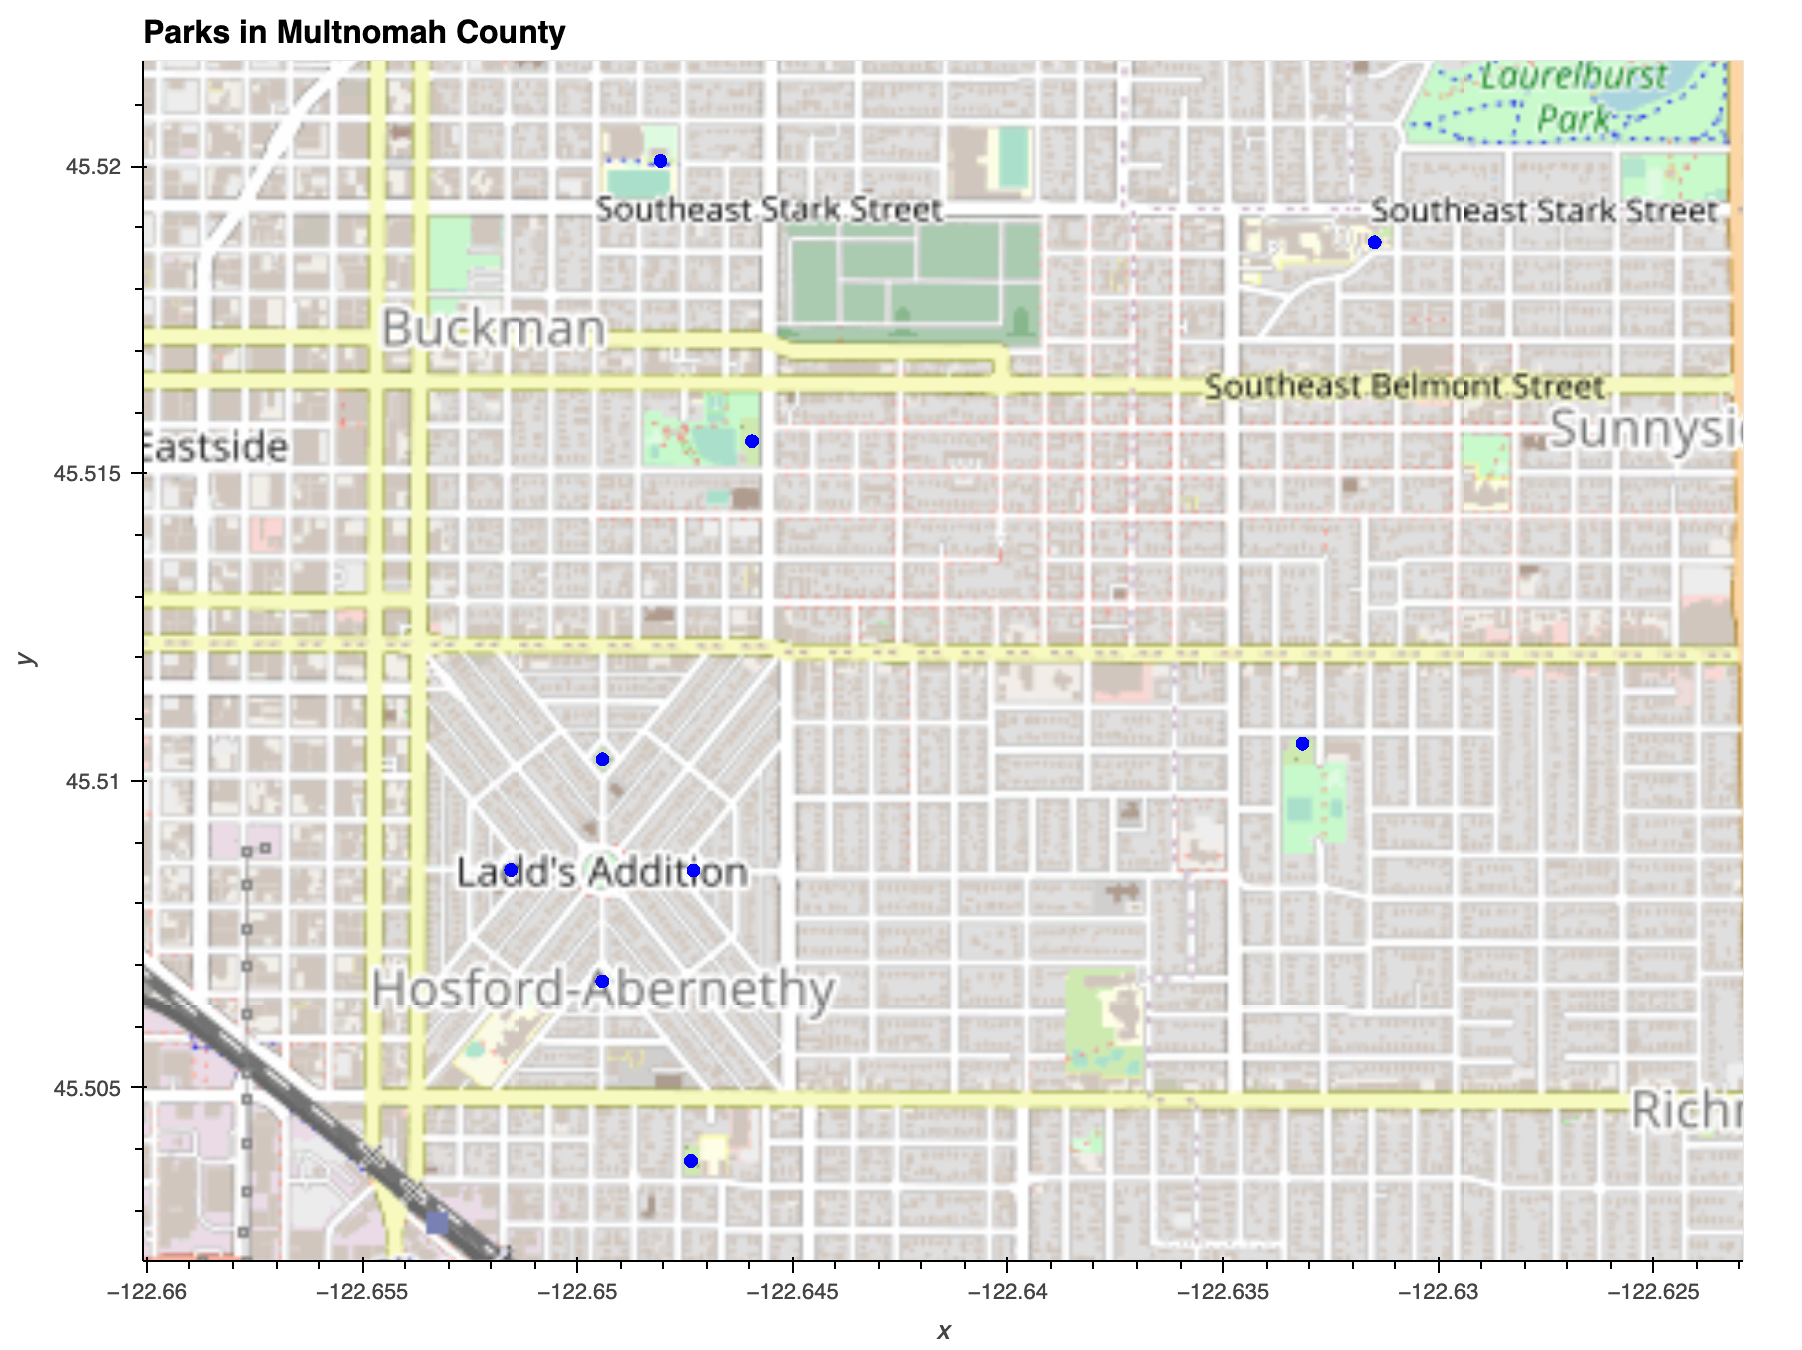 Parks in Multnomah County
Laurelhurst
Park
45.52
Southeast Stark Street
Southeast Stark Street
Buckman
Southeast Belmont Street
Sunnysi
Eastside
45.515
y
45.51
Ladd's Addition
Hosford-Abernethy
45.505
Richr
−122.66
−122.655
−122.65
−122.645
−122.64
−122.635
−122.63
−122.625
x